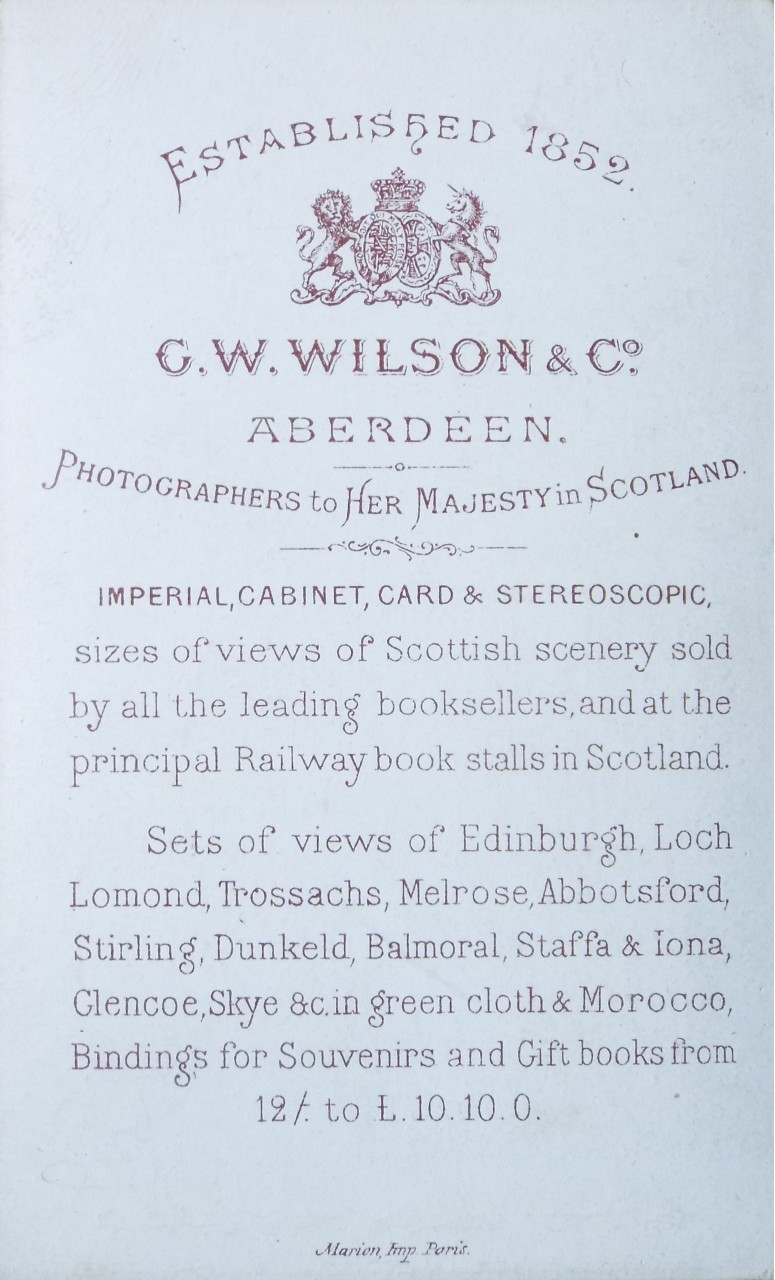 ESTABLISHED 1852.
G. W. WILSON & Co.
ABERDEEN.
PHOTOGRAPHERS to HER MAJESTY in SCOTLAND.
IMPERIAL, CABINET, CARD & STEREOSCOPIC,
sizes of views of Scottish scenery sold
by all the leading booksellers, and at the
principal Railway book stalls in Scotland.
Sets of views of Edinburgh, Loch
Lomond, Trossachs, Melrose, Abbotsford,
Stirling, Dunkeld, Balmoral, Staffa & Iona,
Glencoe, Skye &c. in green cloth & Morocco,
Bindings for Souvenirs and Gift books from
12/- to £.10.10.0.
Marion, Imp. Paris.